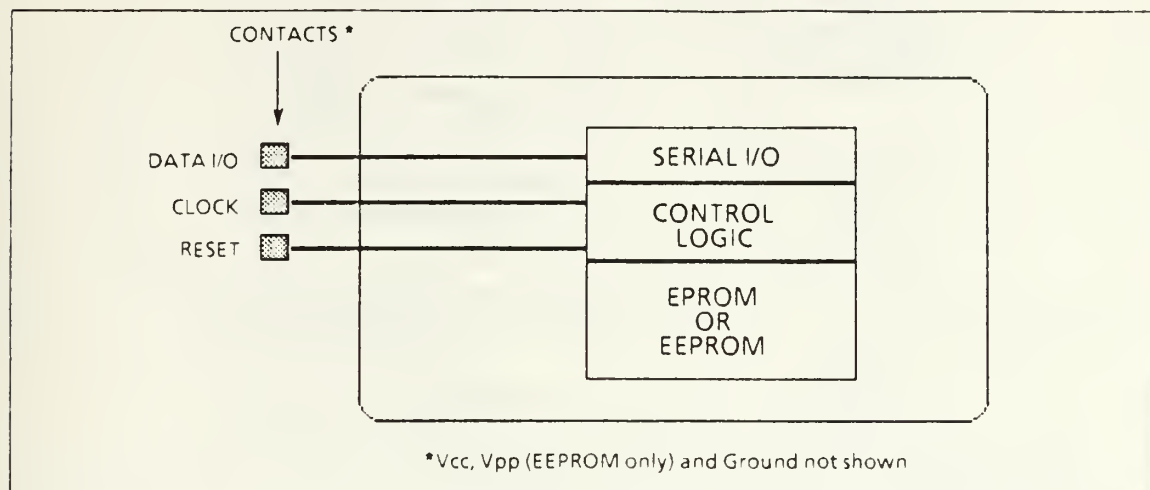 CONTACTS *
DATA I/O
CLOCK
RESET
SERIAL I/O
CONTROL
LOGIC
EPROM
OR
EEPROM
*Vcc, Vpp (EEPROM only) and Ground not shown